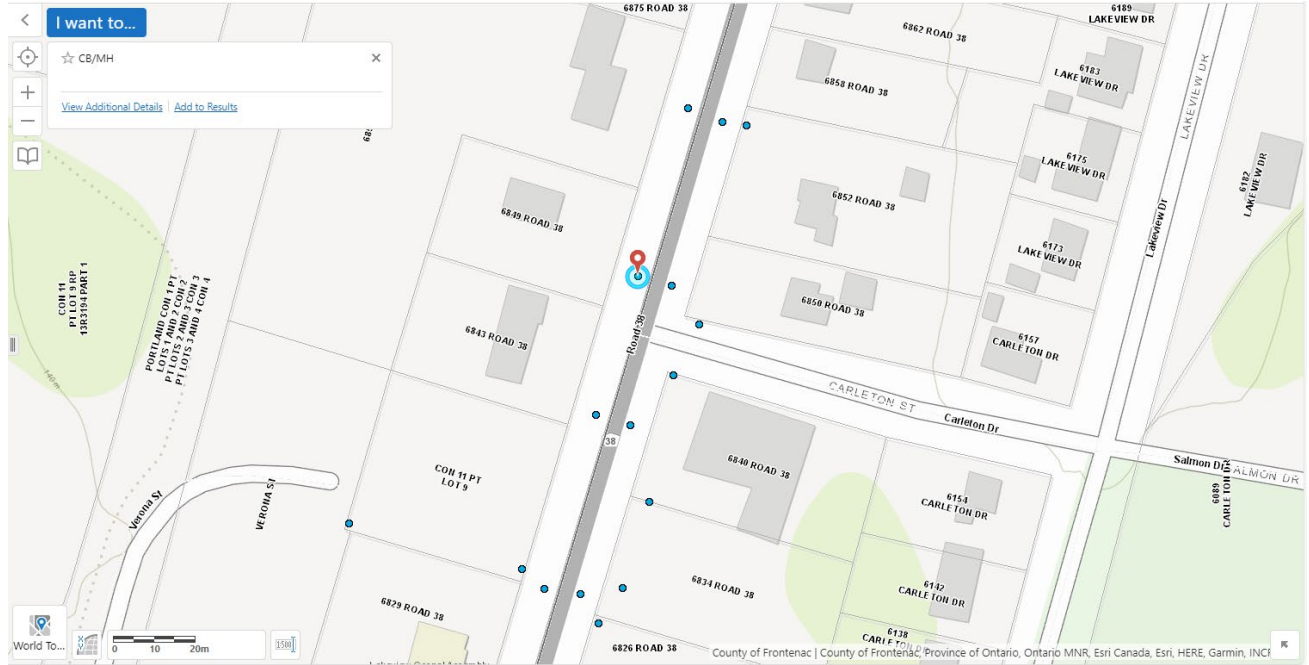 I want to...
☆ CB/MH
View Additional Details | Add to Results
6875 ROAD 38
6189
LAKEVIEW DR
6862 ROAD 38
6183
LAKEVIEW DR
6858 ROAD 38
LAKEVIEW DR
6175
LAKEVIEW DR
6182
LAKEVIEW DR
6852 ROAD 38
6849 ROAD 38
Lakeview Dr
6173
LAKEVIEW DR
CON 11
PT LOT 9 RP
13R3194 PART 1
PORTLAND CON 1 PT
LOTS 1 AND 2 CON 2
PT LOTS 2 AND 3 CON 3
PT LOTS 3 AND 4 CON 4
6850 ROAD 38
6843 ROAD 38
Road 38
6157
CARLETON DR
140 m
CARLETON ST
Carleton Dr
38
6840 ROAD 38
CON 11 PT
LOT 9
Salmon Dr
SALMON DR
6089
CARLETON DR
Verona St
VERONA ST
6154
CARLETON DR
6834 ROAD 38
6142
CARLETON DR
6829 ROAD 38
6138
6826 ROAD 38
World To...
0 10 20m
1:500
County of Frontenac | County of Frontenac, Province of Ontario, Ontario MNR, Esri Canada, Esri, HERE, Garmin,